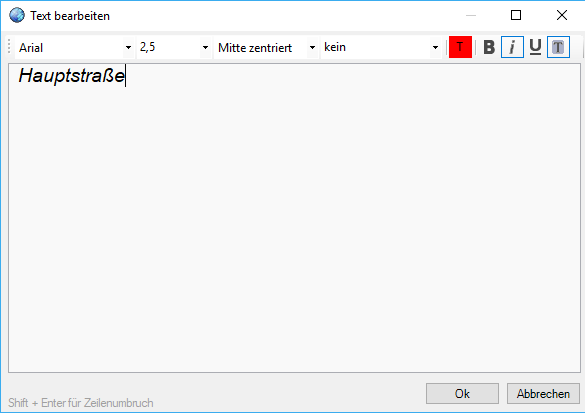 Text bearbeiten
Arial 2,5 Mitte zentriert kein T B i U T
Hauptstraße
Shift + Enter für Zeilenumbruch
Ok Abbrechen